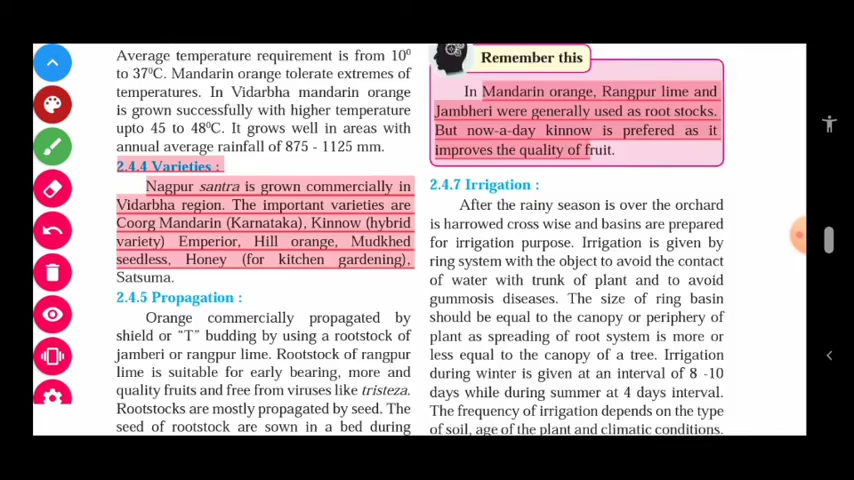 Average temperature requirement is from 10⁰
to 37⁰C. Mandarin orange tolerate extremes of
temperatures. In Vidarbha mandarin orange
is grown successfully with higher temperature
upto 45 to 48⁰C. It grows well in areas with
annual average rainfall of 875 - 1125 mm.
2.4.4 Varieties :
Nagpur santra is grown commercially in
Vidarbha region. The important varieties are
Coorg Mandarin (Karnataka), Kinnow (hybrid
variety) Emperior, Hill orange, Mudkhed
seedless, Honey (for kitchen gardening),
Satsuma.
2.4.5 Propagation :
Orange commercially propagated by
shield or “T” budding by using a rootstock of
jamberi or rangpur lime. Rootstock of rangpur
lime is suitable for early bearing, more and
quality fruits and free from viruses like tristeza.
Rootstocks are mostly propagated by seed. The
seed of rootstock are sown in a bed during
Remember this
In Mandarin orange, Rangpur lime and
Jambheri were generally used as root stocks.
But now-a-day kinnow is prefered as it
improves the quality of fruit.
2.4.7 Irrigation :
After the rainy season is over the orchard
is harrowed cross wise and basins are prepared
for irrigation purpose. Irrigation is given by
ring system with the object to avoid the contact
of water with trunk of plant and to avoid
gummosis diseases. The size of ring basin
should be equal to the canopy or periphery of
plant as spreading of root system is more or
less equal to the canopy of a tree. Irrigation
during winter is given at an interval of 8 -10
days while during summer at 4 days interval.
The frequency of irrigation depends on the type
of soil, age of the plant and climatic conditions.